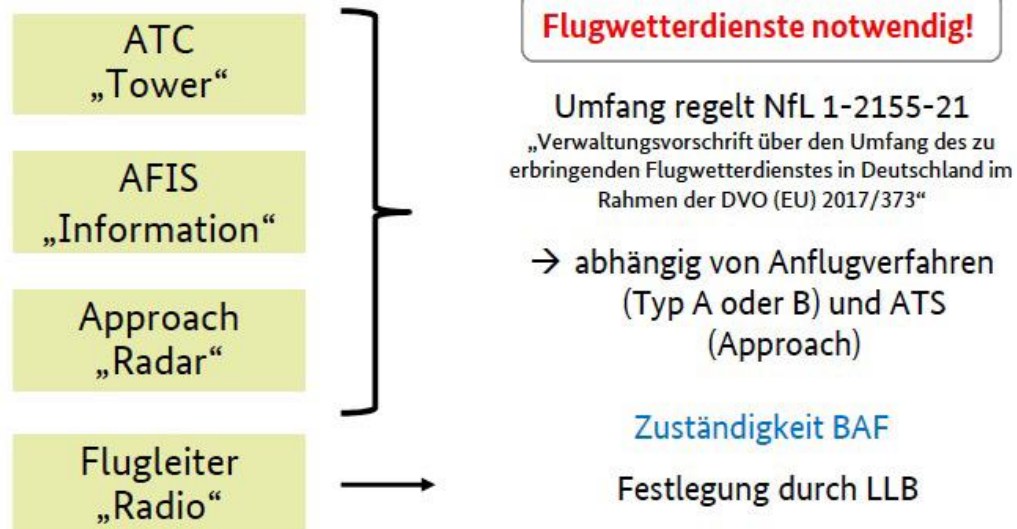 ATC
„Tower“
AFIS
„Information“
Approach
„Radar“
Flugleiter
„Radio“
Flugwetterdienste notwendig!
Umfang regelt NfL 1-2155-21
„Verwaltungsvorschrift über den Umfang des zu
erbringenden Flugwetterdienstes in Deutschland im
Rahmen der DVO (EU) 2017/373“
→ abhängig von Anflugverfahren
(Typ A oder B) und ATS
(Approach)
Zuständigkeit BAF
Festlegung durch LLB